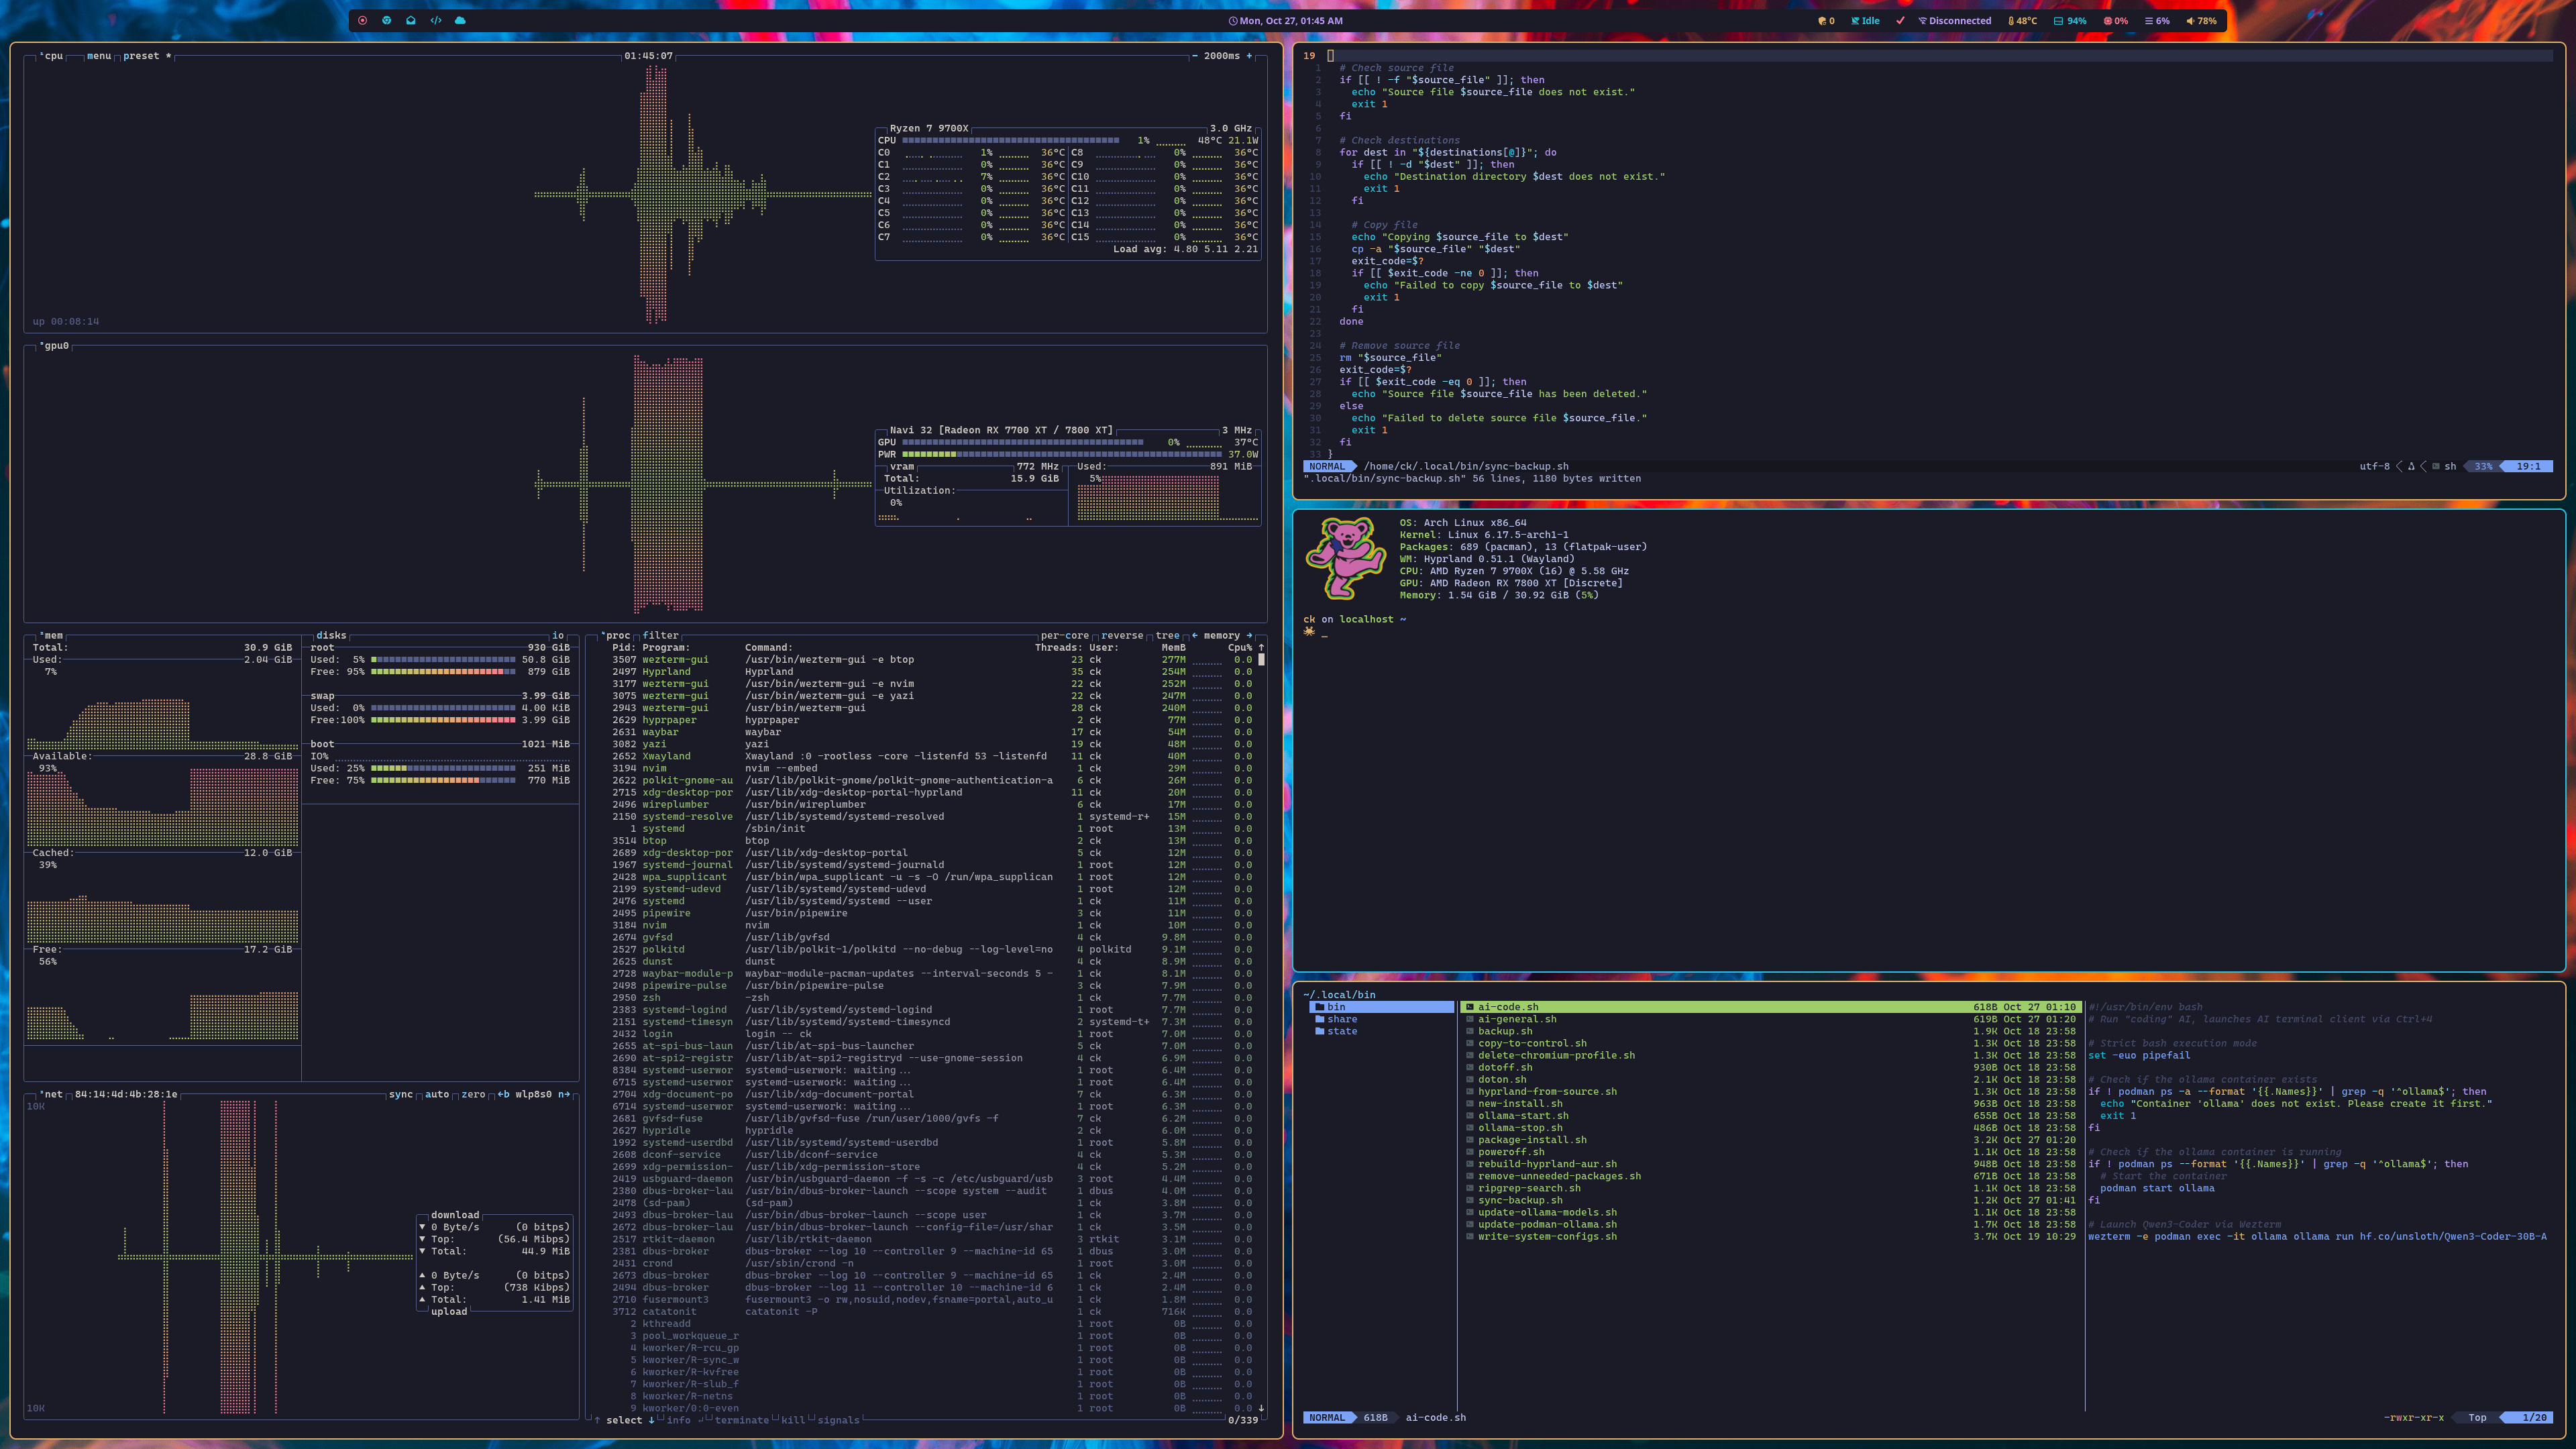 Mon, Oct 27, 01:45 AM
0 Idle Disconnected 48°C 94% 0% 6% 78%
¹cpu menu preset * 01:45:07 - 2000ms +
Ryzen 7 9700X 3.0 GHz
CPU 1% 48°C 21.1W
C0 1% 36°C C8 0% 36°C
C1 0% 36°C C9 0% 36°C
C2 7% 36°C C10 0% 36°C
C3 0% 36°C C11 0% 36°C
C4 0% 36°C C12 0% 36°C
C5 0% 36°C C13 0% 36°C
C6 0% 36°C C14 0% 36°C
C7 0% 36°C C15 0% 36°C
Load avg: 4.80 5.11 2.21
up 00:08:14
gpu0
Navi 32 [Radeon RX 7700 XT / 7800 XT] 3 MHz
GPU 0% 37°C
PWR 37.0W
vram 772 MHz Used: 891 MiB
Total: 15.9 GiB 5%
Utilization:
0%
mem
Total: 30.9 GiB
Used: 2.04 GiB
7%
Available: 28.8 GiB
93%
Cached: 12.0 GiB
39%
Free: 17.2 GiB
56%
disks io
root 930 GiB
Used: 5% 50.8 GiB
Free: 95% 879 GiB
swap 3.99 GiB
Used: 0% 4.00 KiB
Free:100% 3.99 GiB
boot 1021 MiB
IO%
Used: 25% 251 MiB
Free: 75% 770 MiB
net 84:14:4d:4b:28:1e sync auto zero ←b wlp8s0 n→
10K
download
▼ 0 Byte/s (0 bitps)
▼ Top: (56.4 Mibps)
▼ Total: 44.9 MiB
▲ 0 Byte/s (0 bitps)
▲ Top: (738 Kibps)
▲ Total: 1.41 MiB
upload
10K
proc filter per-core reverse tree ← memory →
Pid: Program: Command: Threads: User: MemB Cpu% ↑
3507 wezterm-gui /usr/bin/wezterm-gui -e btop 23 ck 277M 0.0
2497 Hyprland Hyprland 35 ck 254M 0.0
3177 wezterm-gui /usr/bin/wezterm-gui -e nvim 22 ck 252M 0.0
3075 wezterm-gui /usr/bin/wezterm-gui -e yazi 22 ck 247M 0.0
2943 wezterm-gui /usr/bin/wezterm-gui 28 ck 240M 0.0
2629 hyprpaper hyprpaper 2 ck 77M 0.0
2631 waybar waybar 17 ck 54M 0.0
3082 yazi yazi 19 ck 48M 0.0
2652 Xwayland Xwayland :0 -rootless -core -listenfd 53 -listenfd 11 ck 40M 0.0
3194 nvim nvim --embed 1 ck 29M 0.0
2622 polkit-gnome-au /usr/lib/polkit-gnome/polkit-gnome-authentication-a 6 ck 26M 0.0
2715 xdg-desktop-por /usr/lib/xdg-desktop-portal-hyprland 11 ck 20M 0.0
2496 wireplumber /usr/bin/wireplumber 6 ck 17M 0.0
2150 systemd-resolve /usr/lib/systemd/systemd-resolved 1 systemd-r+ 15M 0.0
1 systemd /sbin/init 1 root 13M 0.0
3514 btop btop 2 ck 13M 0.0
2689 xdg-desktop-por /usr/lib/xdg-desktop-portal 5 ck 12M 0.0
1967 systemd-journal /usr/lib/systemd/systemd-journald 1 root 12M 0.0
2428 wpa_supplicant /usr/bin/wpa_supplicant -u -s -O /run/wpa_supplican 1 root 12M 0.0
2199 systemd-udevd /usr/lib/systemd/systemd-udevd 1 root 12M 0.0
2476 systemd /usr/lib/systemd/systemd --user 1 ck 11M 0.0
2495 pipewire /usr/bin/pipewire 3 ck 11M 0.0
3184 nvim nvim 1 ck 10M 0.0
2674 gvfsd /usr/lib/gvfsd 4 ck 9.8M 0.0
2527 polkitd /usr/lib/polkit-1/polkitd --no-debug --log-level=no 4 polkitd 9.1M 0.0
2625 dunst dunst 4 ck 8.9M 0.0
2728 waybar-module-p waybar-module-pacman-updates --interval-seconds 5 - 1 ck 8.1M 0.0
2498 pipewire-pulse /usr/bin/pipewire-pulse 3 ck 7.9M 0.0
2950 zsh -zsh 1 ck 7.7M 0.0
2383 systemd-logind /usr/lib/systemd/systemd-logind 1 root 7.7M 0.0
2151 systemd-timesyn /usr/lib/systemd/systemd-timesyncd 2 systemd-t+ 7.3M 0.0
2432 login login -- ck 1 root 7.0M 0.0
2655 at-spi-bus-laun /usr/lib/at-spi-bus-launcher 5 ck 7.0M 0.0
2690 at-spi2-registr /usr/lib/at-spi2-registryd --use-gnome-session 4 ck 6.9M 0.0
8384 systemd-userwor systemd-userwork: waiting... 1 root 6.4M 0.0
6715 systemd-userwor systemd-userwork: waiting... 1 root 6.4M 0.0
2704 xdg-document-po /usr/lib/xdg-document-portal 7 ck 6.3M 0.0
6714 systemd-userwor systemd-userwork: waiting... 1 root 6.3M 0.0
2681 gvfsd-fuse /usr/lib/gvfsd-fuse /run/user/1000/gvfs -f 7 ck 6.2M 0.0
2627 hypridle hypridle 2 ck 6.0M 0.0
1992 systemd-userdbd /usr/lib/systemd/systemd-userdbd 1 root 5.8M 0.0
2608 dconf-service /usr/lib/dconf-service 4 ck 5.3M 0.0
2699 xdg-permission- /usr/lib/xdg-permission-store 4 ck 5.2M 0.0
2419 usbguard-daemon /usr/bin/usbguard-daemon -f -s -c /etc/usbguard/usb 3 root 4.4M 0.0
2380 dbus-broker-lau /usr/bin/dbus-broker-launch --scope system --audit 1 dbus 4.0M 0.0
2478 (sd-pam) (sd-pam) 1 ck 3.8M 0.0
2493 dbus-broker-lau /usr/bin/dbus-broker-launch --scope user 1 ck 3.7M 0.0
2672 dbus-broker-lau /usr/bin/dbus-broker-launch --config-file=/usr/shar 1 ck 3.5M 0.0
2517 rtkit-daemon /usr/lib/rtkit-daemon 3 rtkit 3.1M 0.0
2381 dbus-broker dbus-broker --log 10 --controller 9 --machine-id 65 1 dbus 3.0M 0.0
2431 crond /usr/sbin/crond -n 1 root 3.0M 0.0
2673 dbus-broker dbus-broker --log 10 --controller 9 --machine-id 65 1 ck 2.4M 0.0
2494 dbus-broker dbus-broker --log 11 --controller 10 --machine-id 6 1 ck 2.4M 0.0
2710 fusermount3 fusermount3 -o rw,nosuid,nodev,fsname=portal,auto_u 1 ck 1.8M 0.0
3712 catatonit catatonit -P 1 ck 716K 0.0
2 kthreadd 1 root 0B 0.0
3 pool_workqueue_r 1 root 0B 0.0
4 kworker/R-rcu_gp 1 root 0B 0.0
5 kworker/R-sync_w 1 root 0B 0.0
6 kworker/R-kvfree 1 root 0B 0.0
7 kworker/R-slub_f 1 root 0B 0.0
8 kworker/R-netns 1 root 0B 0.0
9 kworker/0:0-even 1 root 0B 0.0 ↓
↑ select ↓ info ↵ terminate kill signals 0/339
19
1 # Check source file
2 if [[ ! -f "$source_file" ]]; then
3 echo "Source file $source_file does not exist."
4 exit 1
5 fi
6
7 # Check destinations
8 for dest in "${destinations[@]}"; do
9 if [[ ! -d "$dest" ]]; then
10 echo "Destination directory $dest does not exist."
11 exit 1
12 fi
13
14 # Copy file
15 echo "Copying $source_file to $dest"
16 cp -a "$source_file" "$dest"
17 exit_code=$?
18 if [[ $exit_code -ne 0 ]]; then
19 echo "Failed to copy $source_file to $dest"
20 exit 1
21 fi
22 done
23
24 # Remove source file
25 rm "$source_file"
26 exit_code=$?
27 if [[ $exit_code -eq 0 ]]; then
28 echo "Source file $source_file has been deleted."
29 else
30 echo "Failed to delete source file $source_file."
31 exit 1
32 fi
33 }
NORMAL /home/ck/.local/bin/sync-backup.sh utf-8 sh 33% 19:1
".local/bin/sync-backup.sh" 56 lines, 1180 bytes written
OS: Arch Linux x86_64
Kernel: Linux 6.17.5-arch1-1
Packages: 689 (pacman), 13 (flatpak-user)
WM: Hyprland 0.51.1 (Wayland)
CPU: AMD Ryzen 7 9700X (16) @ 5.58 GHz
GPU: AMD Radeon RX 7800 XT [Discrete]
Memory: 1.54 GiB / 30.92 GiB (5%)
ck on localhost ~
_
~/.local/bin
bin
share
state
ai-code.sh 618B Oct 27 01:10
ai-general.sh 619B Oct 27 01:20
backup.sh 1.9K Oct 18 23:58
copy-to-control.sh 1.3K Oct 18 23:58
delete-chromium-profile.sh 1.3K Oct 18 23:58
dotoff.sh 930B Oct 18 23:58
doton.sh 2.1K Oct 18 23:58
hyprland-from-source.sh 1.3K Oct 18 23:58
new-install.sh 963B Oct 18 23:58
ollama-start.sh 655B Oct 18 23:58
ollama-stop.sh 486B Oct 18 23:58
package-install.sh 3.2K Oct 27 01:20
poweroff.sh 1.1K Oct 18 23:58
rebuild-hyprland-aur.sh 948B Oct 18 23:58
remove-unneeded-packages.sh 671B Oct 18 23:58
ripgrep-search.sh 1.1K Oct 18 23:58
sync-backup.sh 1.2K Oct 27 01:41
update-ollama-models.sh 1.1K Oct 18 23:58
update-podman-ollama.sh 1.7K Oct 18 23:58
write-system-configs.sh 3.7K Oct 19 10:29
#!/usr/bin/env bash
# Run "coding" AI, launches AI terminal client via Ctrl+4
# Strict bash execution mode
set -euo pipefail
# Check if the ollama container exists
if ! podman ps -a --format '{{.Names}}' | grep -q '^ollama$'; then
echo "Container 'ollama' does not exist. Please create it first."
exit 1
fi
# Check if the ollama container is running
if ! podman ps --format '{{.Names}}' | grep -q '^ollama$'; then
# Start the container
podman start ollama
fi
# Launch Qwen3-Coder via Wezterm
wezterm -e podman exec -it ollama ollama run hf.co/unsloth/Qwen3-Coder-30B-A
NORMAL 618B ai-code.sh -rwxr-xr-x Top 1/20